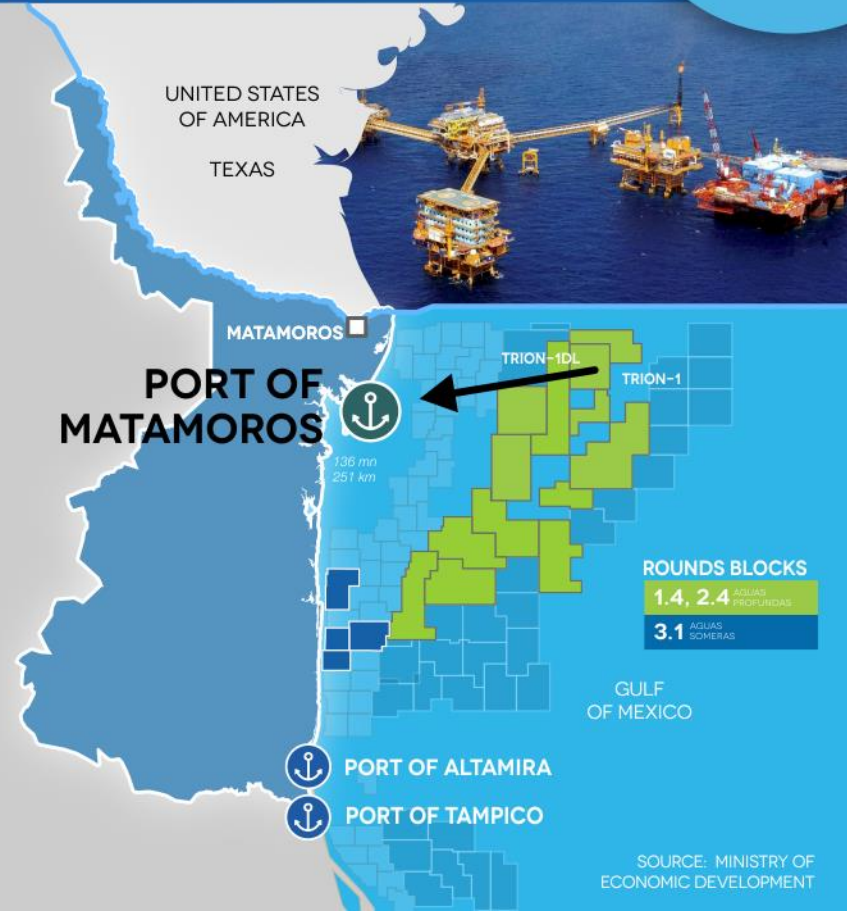 UNITED STATES
OF AMERICA
TEXAS
MATAMOROS
PORT OF
MATAMOROS
136 mn
251 km
TRION-1DL
TRION-1
ROUNDS BLOCKS
1.4, 2.4 AGUAS
PROFUNDAS
3.1 AGUAS
SOMERAS
GULF
OF MEXICO
PORT OF ALTAMIRA
PORT OF TAMPICO
SOURCE: MINISTRY OF
ECONOMIC DEVELOPMENT